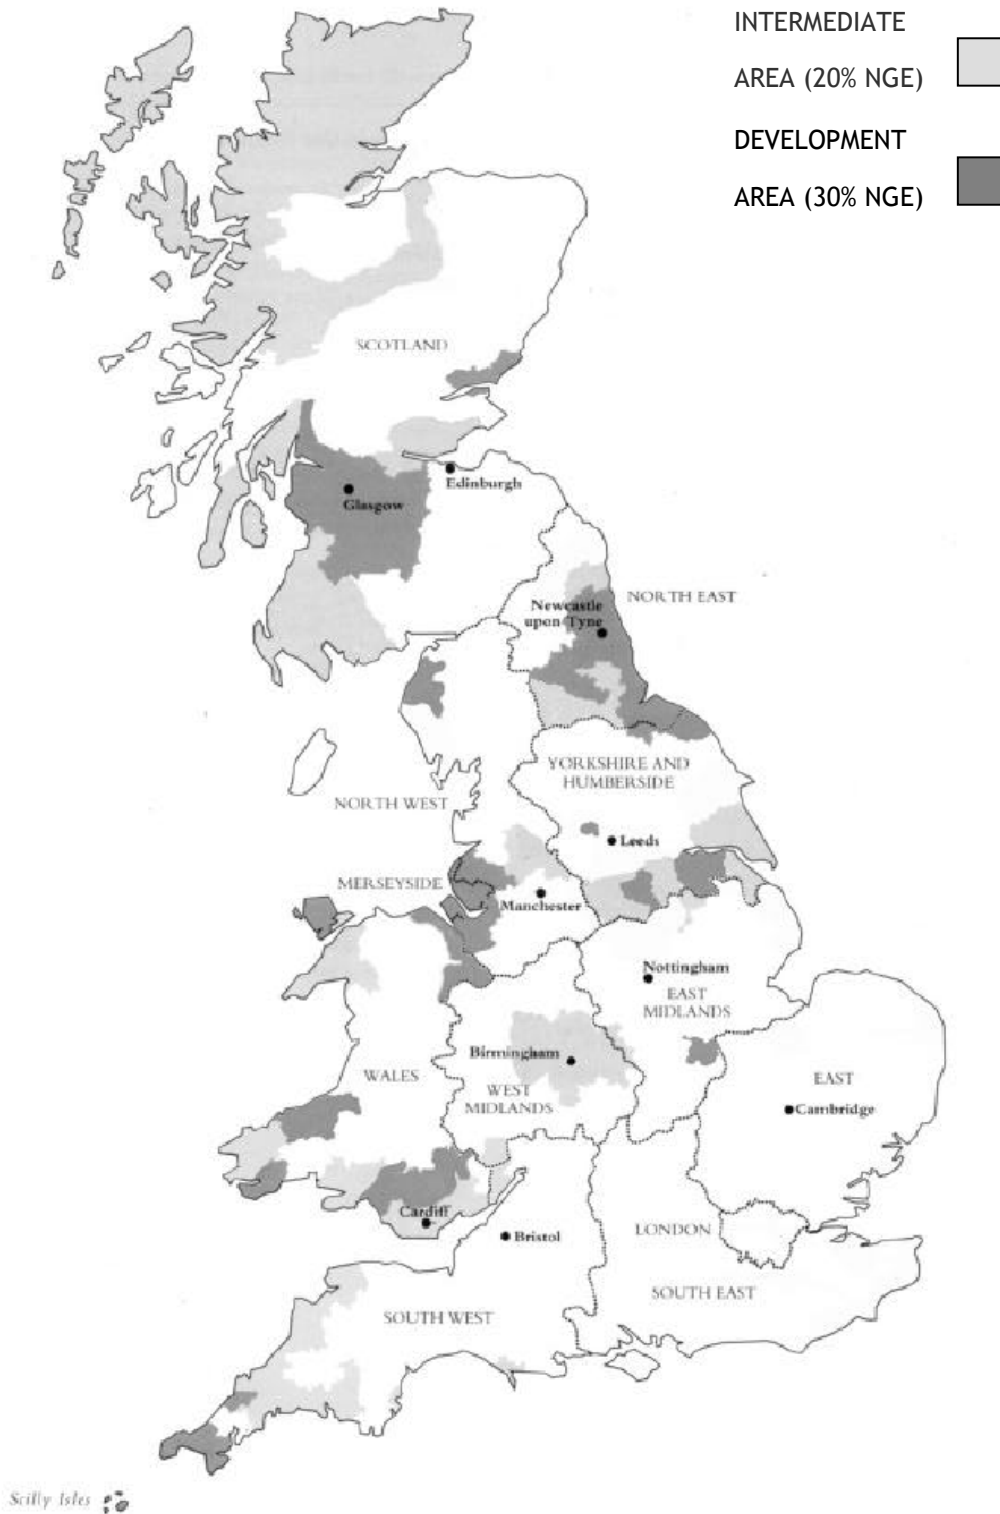 INTERMEDIATE
AREA (20% NGE)
DEVELOPMENT
AREA (30% NGE)
SCOTLAND
Edinburgh
Glasgow
NORTH EAST
Newcastle
upon Tyne
YORKSHIRE AND
HUMBERSIDE
NORTH WEST
Leeds
MERSEYSIDE
Manchester
Nottingham
EAST
MIDLANDS
Birmingham
WALES
WEST
MIDLANDS
EAST
Cambridge
Cardiff
Bristol
LONDON
SOUTH EAST
SOUTH WEST
Scilly Isles